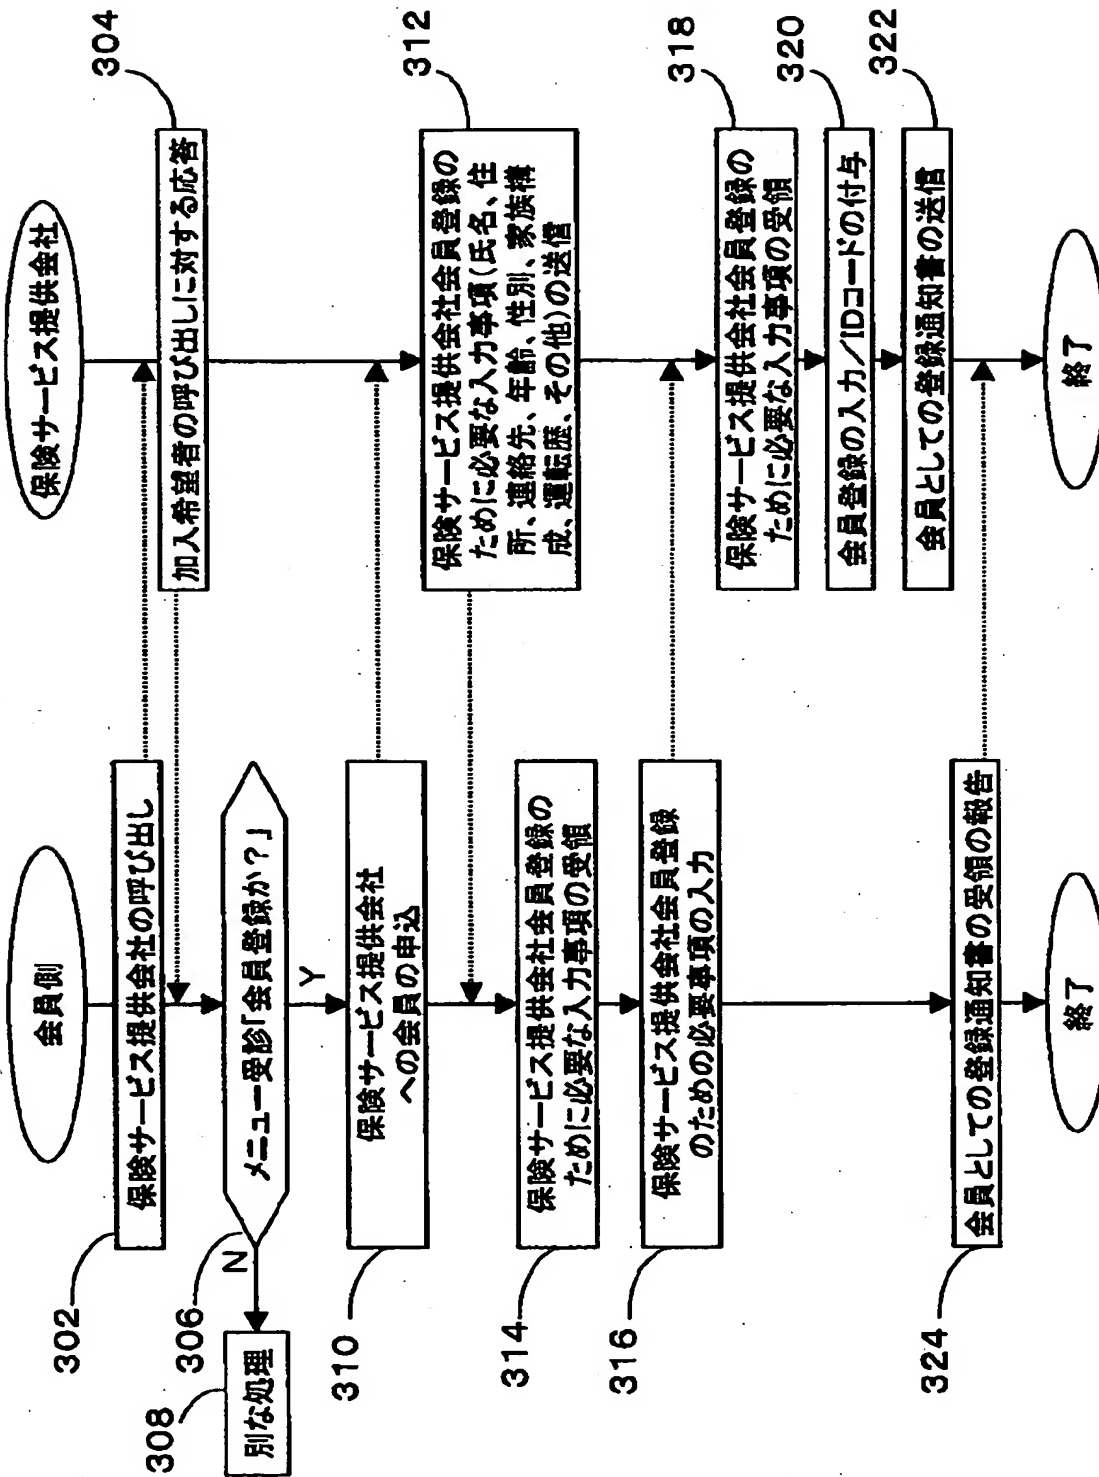 会員側
保険サービス提供会社
302
保険サービス提供会社の呼び出し
304
加入希望者の呼び出しに対する応答
306
メニュー受診「会員登録か?」
N
Y
308
別な処理
310
保険サービス提供会社
への会員の申込
312
保険サービス提供会社会員登録の
ために必要な入力事項(氏名、住
所、連絡先、年齢、性別、家族構
成、運転歴、その他)の送信
314
保険サービス提供会社会員登録の
ために必要な入力事項の受領
316
保険サービス提供会社会員登録
のための必要事項の入力
318
保険サービス提供会社会員登録の
ために必要な入力事項の受領
320
会員登録の入力/IDコードの付与
322
会員としての登録通知書の送信
324
会員としての登録通知書の受領の報告
終了
終了